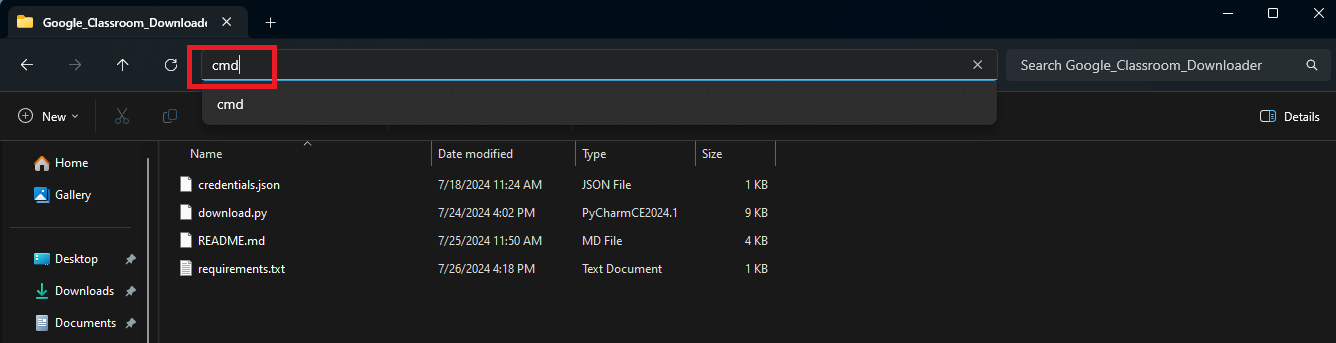 Google_Classroom_Downloade
cmd
Search Google_Classroom_Downloader
cmd
New
Details
Name Date modified Type Size
Home
Gallery
Desktop
Downloads
Documents
credentials.json 7/18/2024 11:24 AM JSON File 1 KB
download.py 7/24/2024 4:02 PM PyCharmCE2024.1 9 KB
README.md 7/25/2024 11:50 AM MD File 4 KB
requirements.txt 7/26/2024 4:18 PM Text Document 1 KB